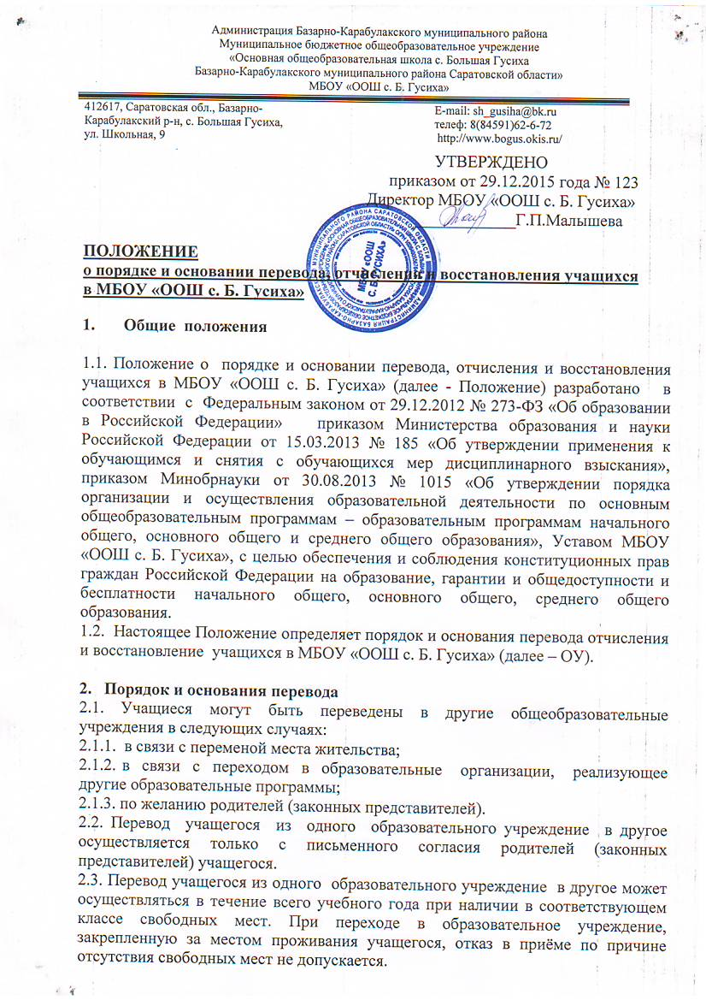 Администрация Базарно-Карабулакского муниципального района
Муниципальное бюджетное общеобразовательное учреждение
«Основная общеобразовательная школа с. Большая Гусиха
Базарно-Карабулакского муниципального района Саратовской области»
МБОУ «ООШ с. Б. Гусиха»
412617, Саратовская обл., Базарно-
Карабулакский р-н, с. Большая Гусиха,
ул. Школьная, 9
E-mail: sh_gusiha@bk.ru
телеф: 8(84591)62-6-72
http://www.bogus.okis.ru/
УТВЕРЖДЕНО
приказом от 29.12.2015 года № 123
Директор МБОУ «ООШ с. Б. Гусиха»
Г.П.Малышева
МБОУ «ООШ
С. Б. ГУСИХА»
ПОЛОЖЕНИЕ
о порядке и основании перевода, отчисления и восстановления учащихся
в МБОУ «ООШ с. Б. Гусиха»
1. Общие положения
1.1. Положение о порядке и основании перевода, отчисления и восстановления
учащихся в МБОУ «ООШ с. Б. Гусиха» (далее - Положение) разработано в
соответствии с Федеральным законом от 29.12.2012 № 273-ФЗ «Об образовании
в Российской Федерации» приказом Министерства образования и науки
Российской Федерации от 15.03.2013 № 185 «Об утверждении применения к
обучающимся и снятия с обучающихся мер дисциплинарного взыскания»,
приказом Минобрнауки от 30.08.2013 № 1015 «Об утверждении порядка
организации и осуществления образовательной деятельности по основным
общеобразовательным программам – образовательным программам начального
общего, основного общего и среднего общего образования», Уставом МБОУ
«ООШ с. Б. Гусиха», с целью обеспечения и соблюдения конституционных прав
граждан Российской Федерации на образование, гарантии и общедоступности и
бесплатности начального общего, основного общего, среднего общего
образования.
1.2. Настоящее Положение определяет порядок и основания перевода отчисления
и восстановление учащихся в МБОУ «ООШ с. Б. Гусиха» (далее – ОУ).
2. Порядок и основания перевода
2.1. Учащиеся могут быть переведены в другие общеобразовательные
учреждения в следующих случаях:
2.1.1. в связи с переменой места жительства;
2.1.2. в связи с переходом в образовательные организации, реализующее
другие образовательные программы;
2.1.3. по желанию родителей (законных представителей).
2.2. Перевод учащегося из одного образовательного учреждение в другое
осуществляется только с письменного согласия родителей (законных
представителей) учащегося.
2.3. Перевод учащегося из одного образовательного учреждение в другое может
осуществляться в течение всего учебного года при наличии в соответствующем
классе свободных мест. При переходе в образовательное учреждение,
закрепленную за местом проживания учащегося, отказ в приёме по причине
отсутствия свободных мест не допускается.